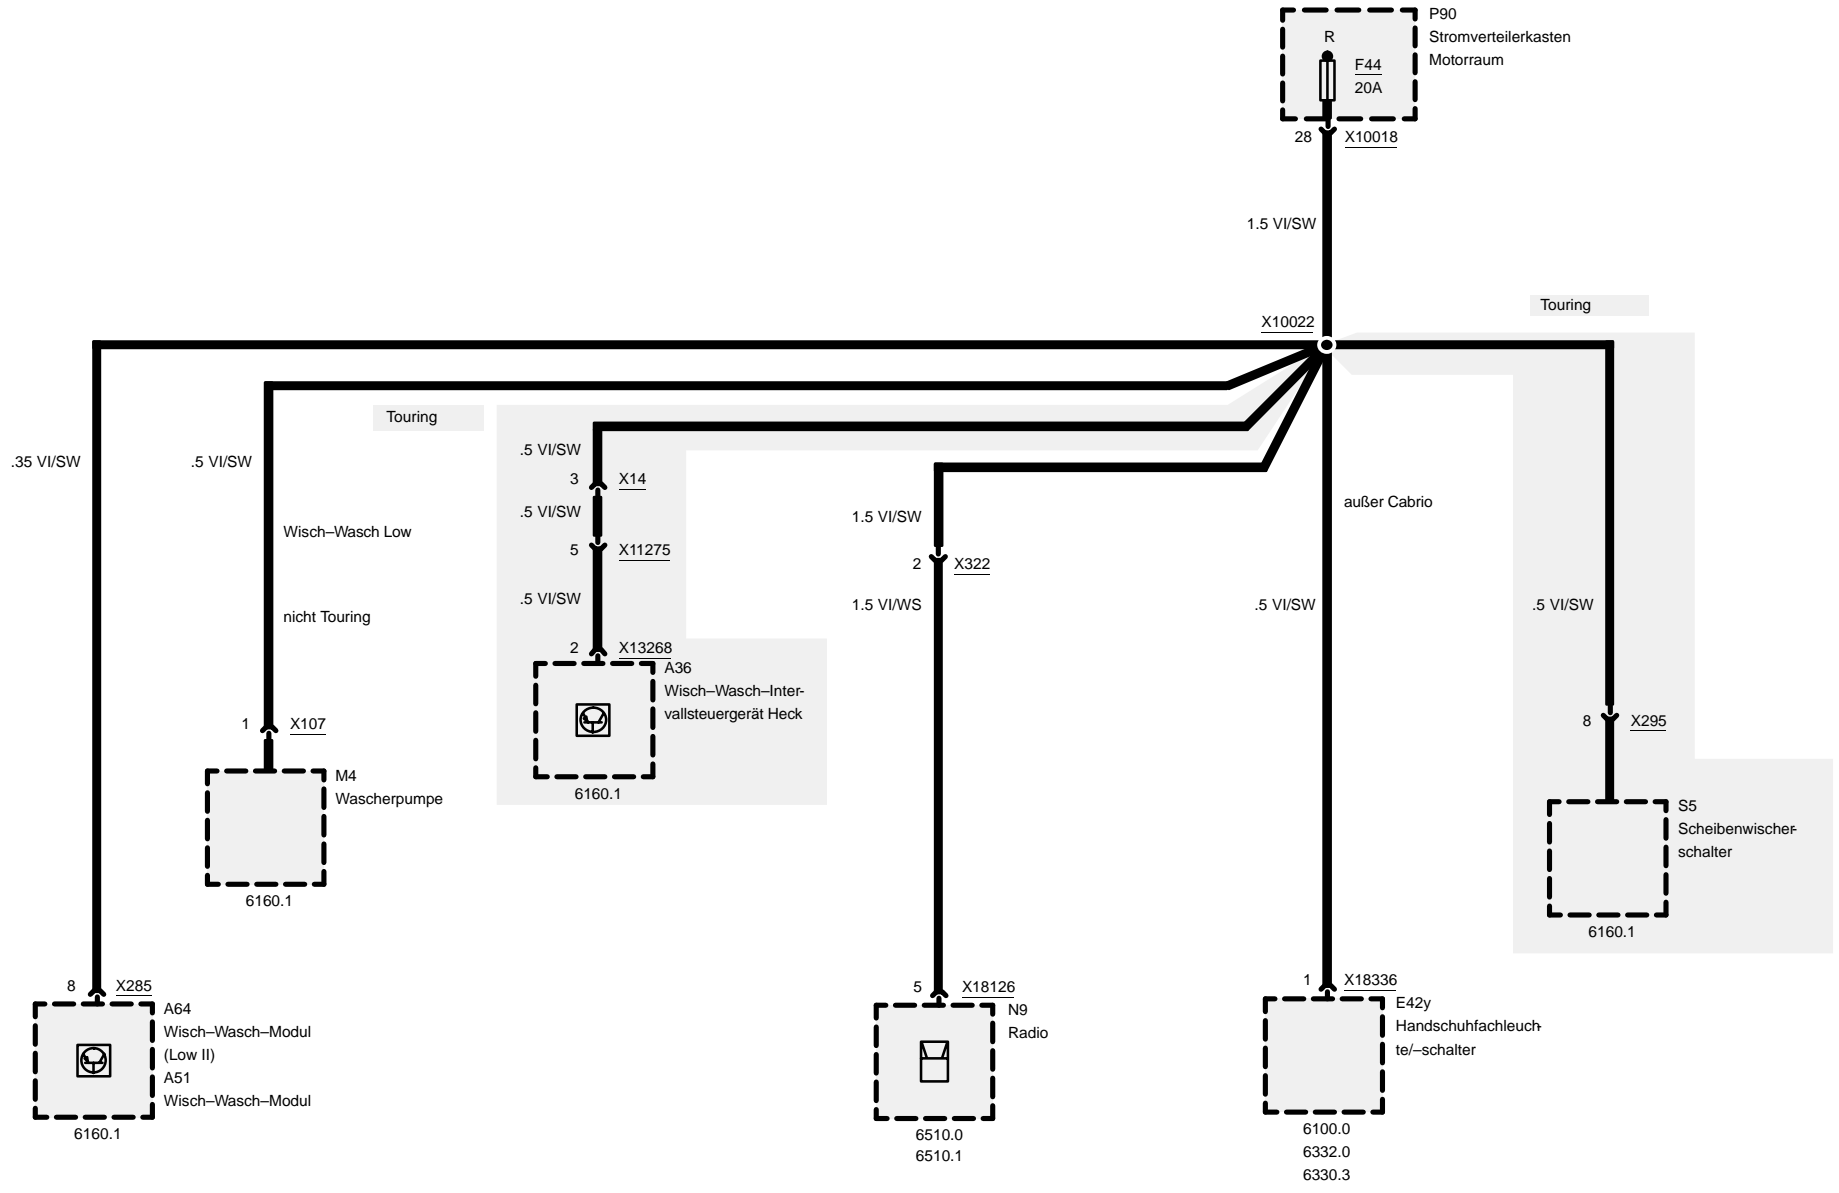 P90
Stromverteilerkasten
Motorraum
R
F44
20A
28
X10018
1.5 VI/SW
Touring
X10022
Touring
.35 VI/SW
.5 VI/SW
Wisch–Wasch Low
nicht Touring
1
X107
M4
Wascherpumpe
6160.1
.5 VI/SW
3
X14
.5 VI/SW
5
X11275
.5 VI/SW
2
X13268
A36
Wisch–Wasch–Inter-
vallsteuergerät Heck
6160.1
1.5 VI/SW
2
X322
1.5 VI/WS
außer Cabrio
.5 VI/SW
.5 VI/SW
8
X295
S5
Scheibenwischer-
schalter
6160.1
8
X285
A64
Wisch–Wasch–Modul
(Low II)
A51
Wisch–Wasch–Modul
6160.1
5
X18126
N9
Radio
6510.0
6510.1
1
X18336
E42y
Handschuhfachleuch-
te/–schalter
6100.0
6332.0
6330.3